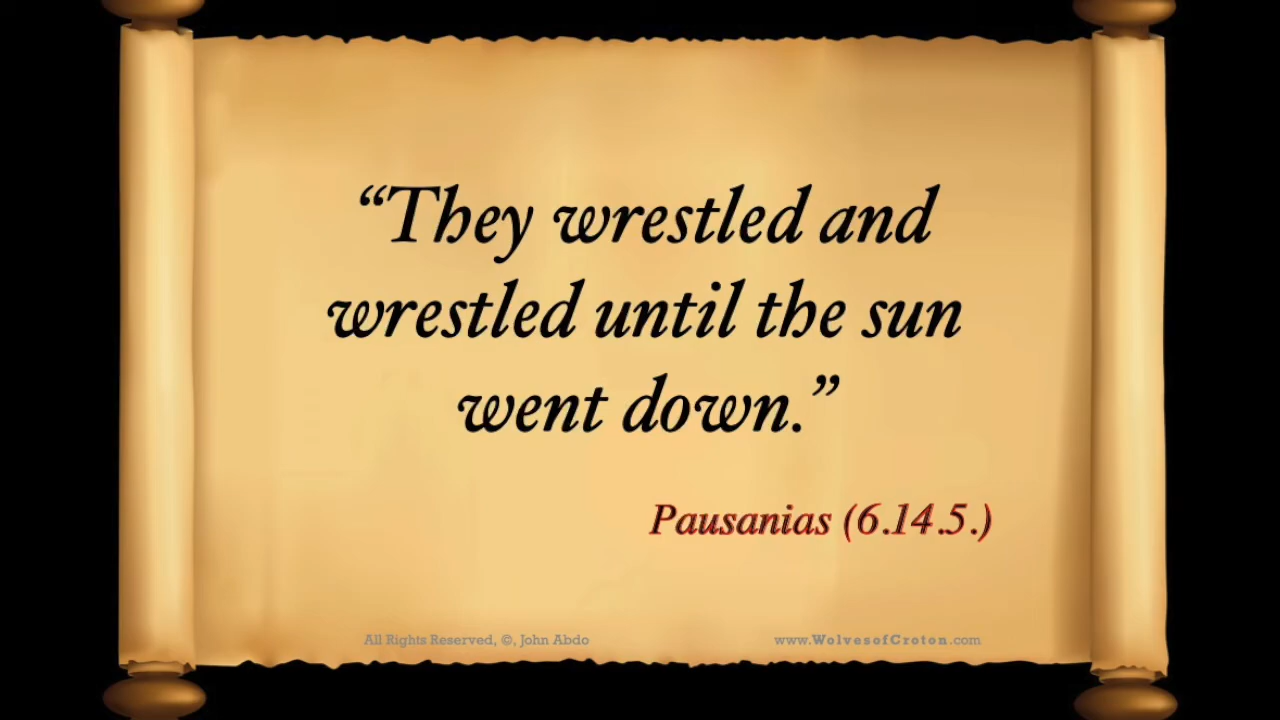 “They wrestled and
wrestled until the sun
went down.”
Pausanias (6.14.5.)
All Rights Reserved, ©, John Abdo
www.WolvesofCroton.com